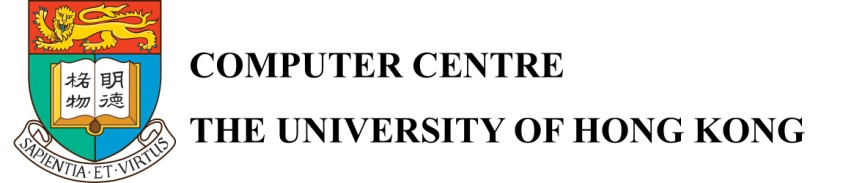 明德
格物
SAPIENTIA·ET·VIRTUS
COMPUTER CENTRE
THE UNIVERSITY OF HONG KONG